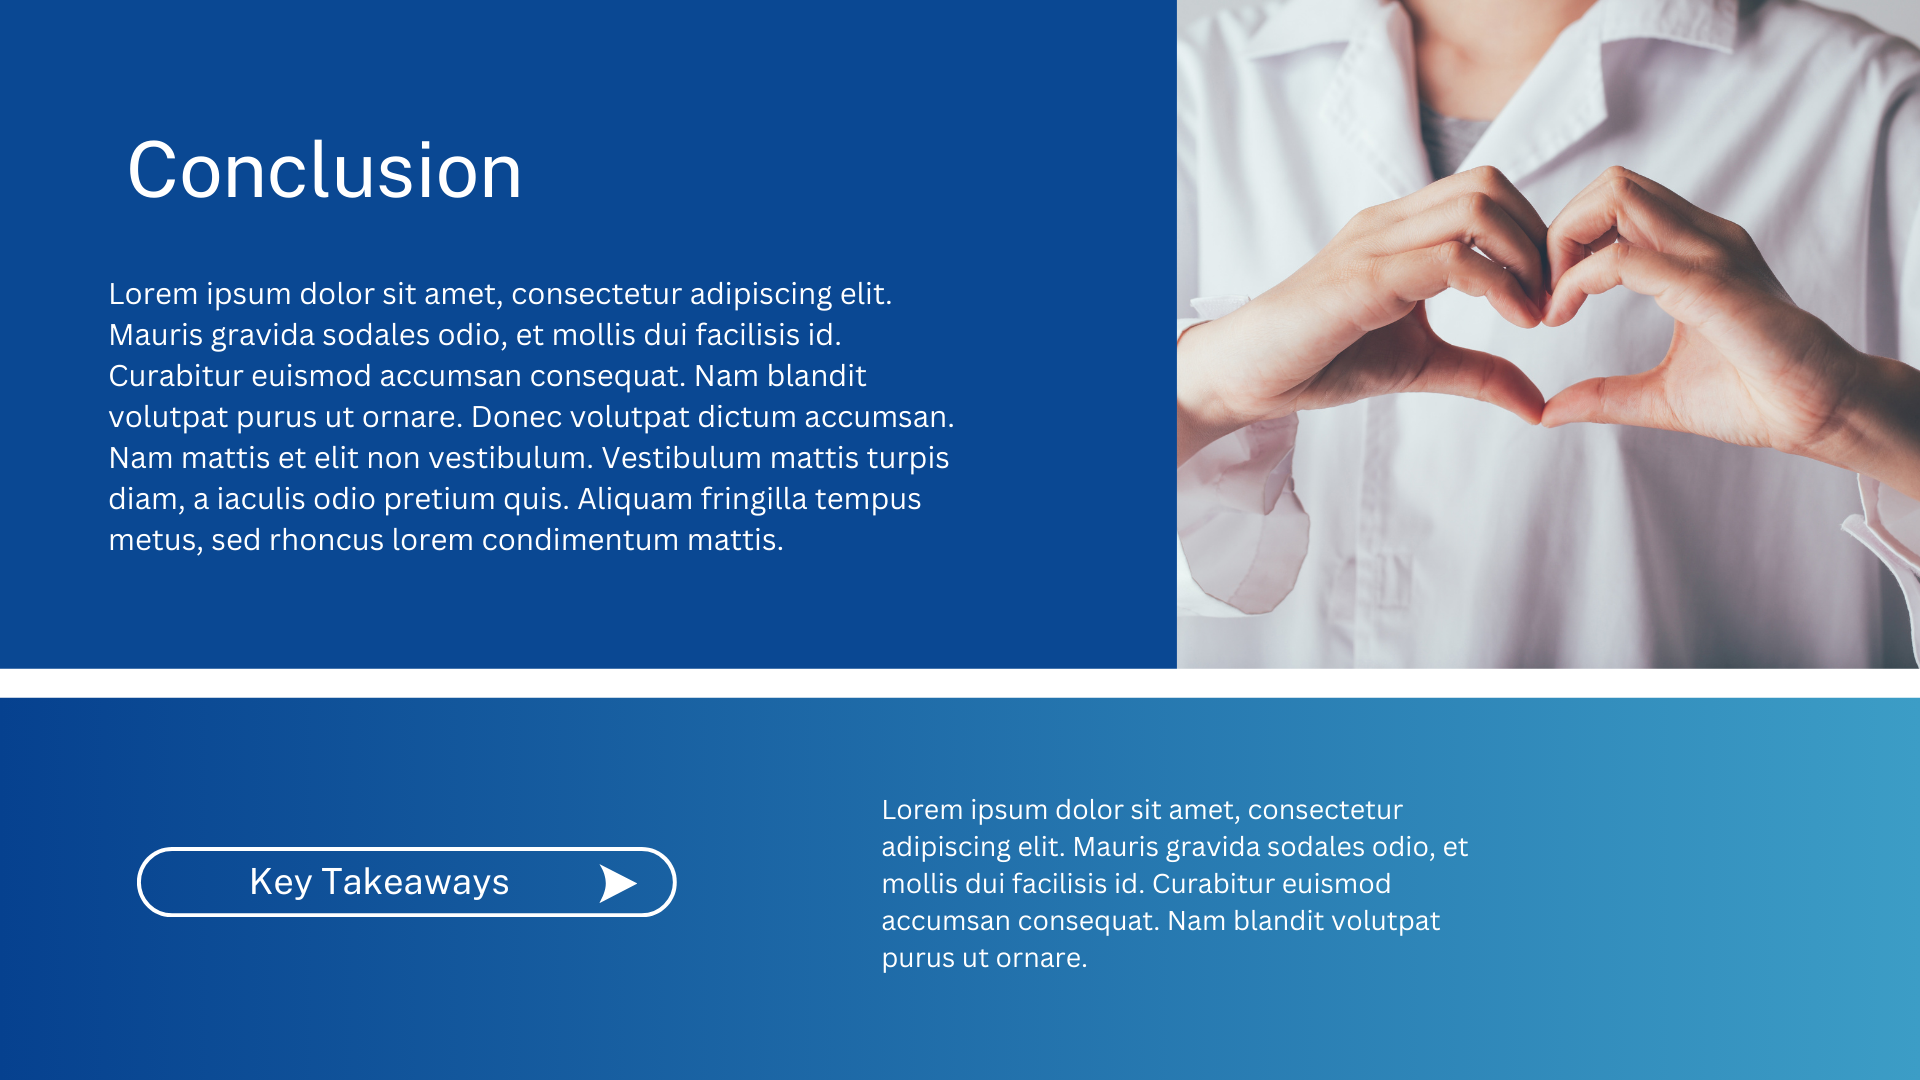 Conclusion
Lorem ipsum dolor sit amet, consectetur adipiscing elit.
Mauris gravida sodales odio, et mollis dui facilisis id.
Curabitur euismod accumsan consequat. Nam blandit
volutpat purus ut ornare. Donec volutpat dictum accumsan.
Nam mattis et elit non vestibulum. Vestibulum mattis turpis
diam, a iaculis odio pretium quis. Aliquam fringilla tempus
metus, sed rhoncus lorem condimentum mattis.
Key Takeaways
Lorem ipsum dolor sit amet, consectetur
adipiscing elit. Mauris gravida sodales odio, et
mollis dui facilisis id. Curabitur euismod
accumsan consequat. Nam blandit volutpat
purus ut ornare.